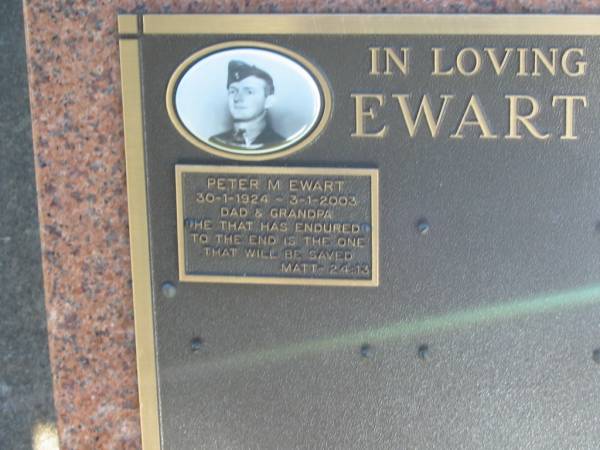 IN LOVING
EWART
PETER M EWART
30-1-1924 ~ 3-1-2003
DAD & GRANDPA
"HE THAT HAS ENDURED
TO THE END IS THE ONE
THAT WILL BE SAVED
MATT- 24:13